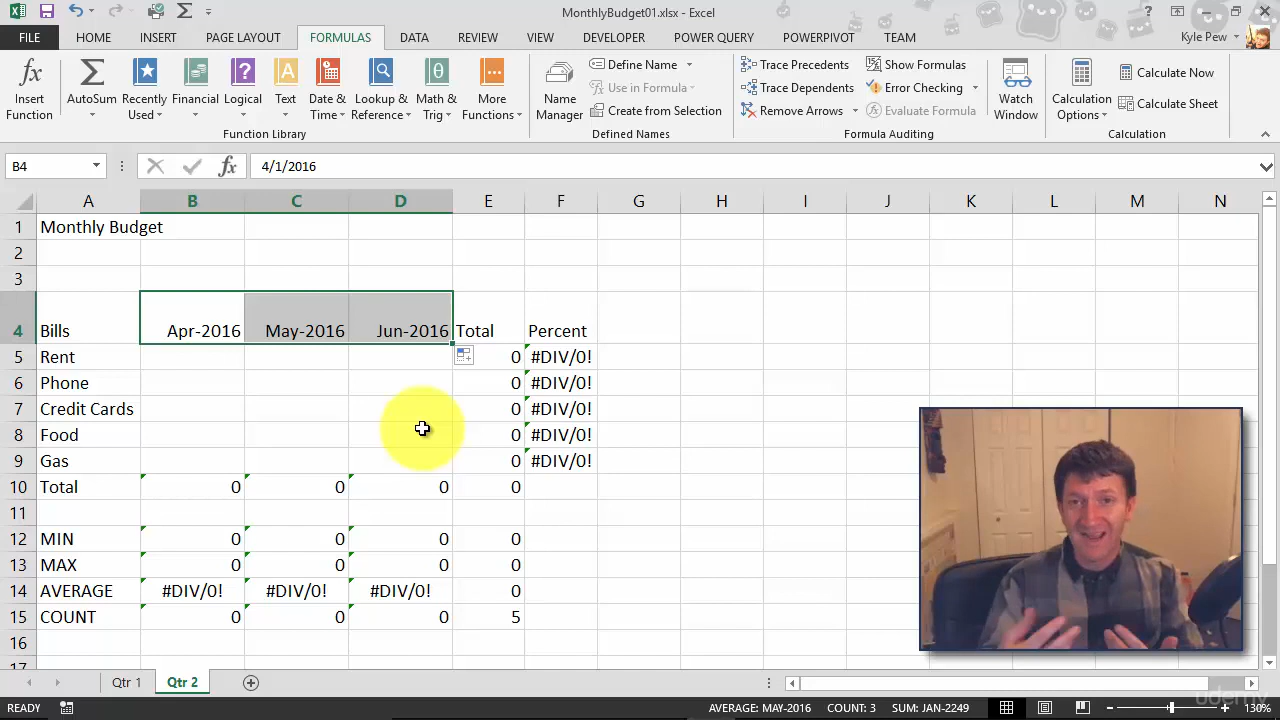 MonthlyBudget01.xlsx - Excel
FILE HOME INSERT PAGE LAYOUT FORMULAS DATA REVIEW VIEW DEVELOPER POWER QUERY POWERPIVOT TEAM Kyle Pew
Insert Function
AutoSum
Recently Used
Financial
Logical
Text
Date & Time
Lookup & Reference
Math & Trig
More Functions
Function Library
Name Manager
Define Name
Use in Formula
Create from Selection
Defined Names
Trace Precedents
Trace Dependents
Remove Arrows
Show Formulas
Error Checking
Evaluate Formula
Formula Auditing
Watch Window
Calculation Options
Calculate Now
Calculate Sheet
Calculation
B4 fx 4/1/2016
A B C D E F G H I J K L M N
1 Monthly Budget
2
3
4 Bills Apr-2016 May-2016 Jun-2016 Total Percent
5 Rent 0 #DIV/0!
6 Phone 0 #DIV/0!
7 Credit Cards 0 #DIV/0!
8 Food 0 #DIV/0!
9 Gas 0 #DIV/0!
10 Total 0 0 0 0
11
12 MIN 0 0 0 0
13 MAX 0 0 0 0
14 AVERAGE #DIV/0! #DIV/0! #DIV/0! 0
15 COUNT 0 0 0 5
16
17
Qtr 1 Qtr 2
udemy
READY AVERAGE: MAY-2016 COUNT: 3 SUM: JAN-2249 130%